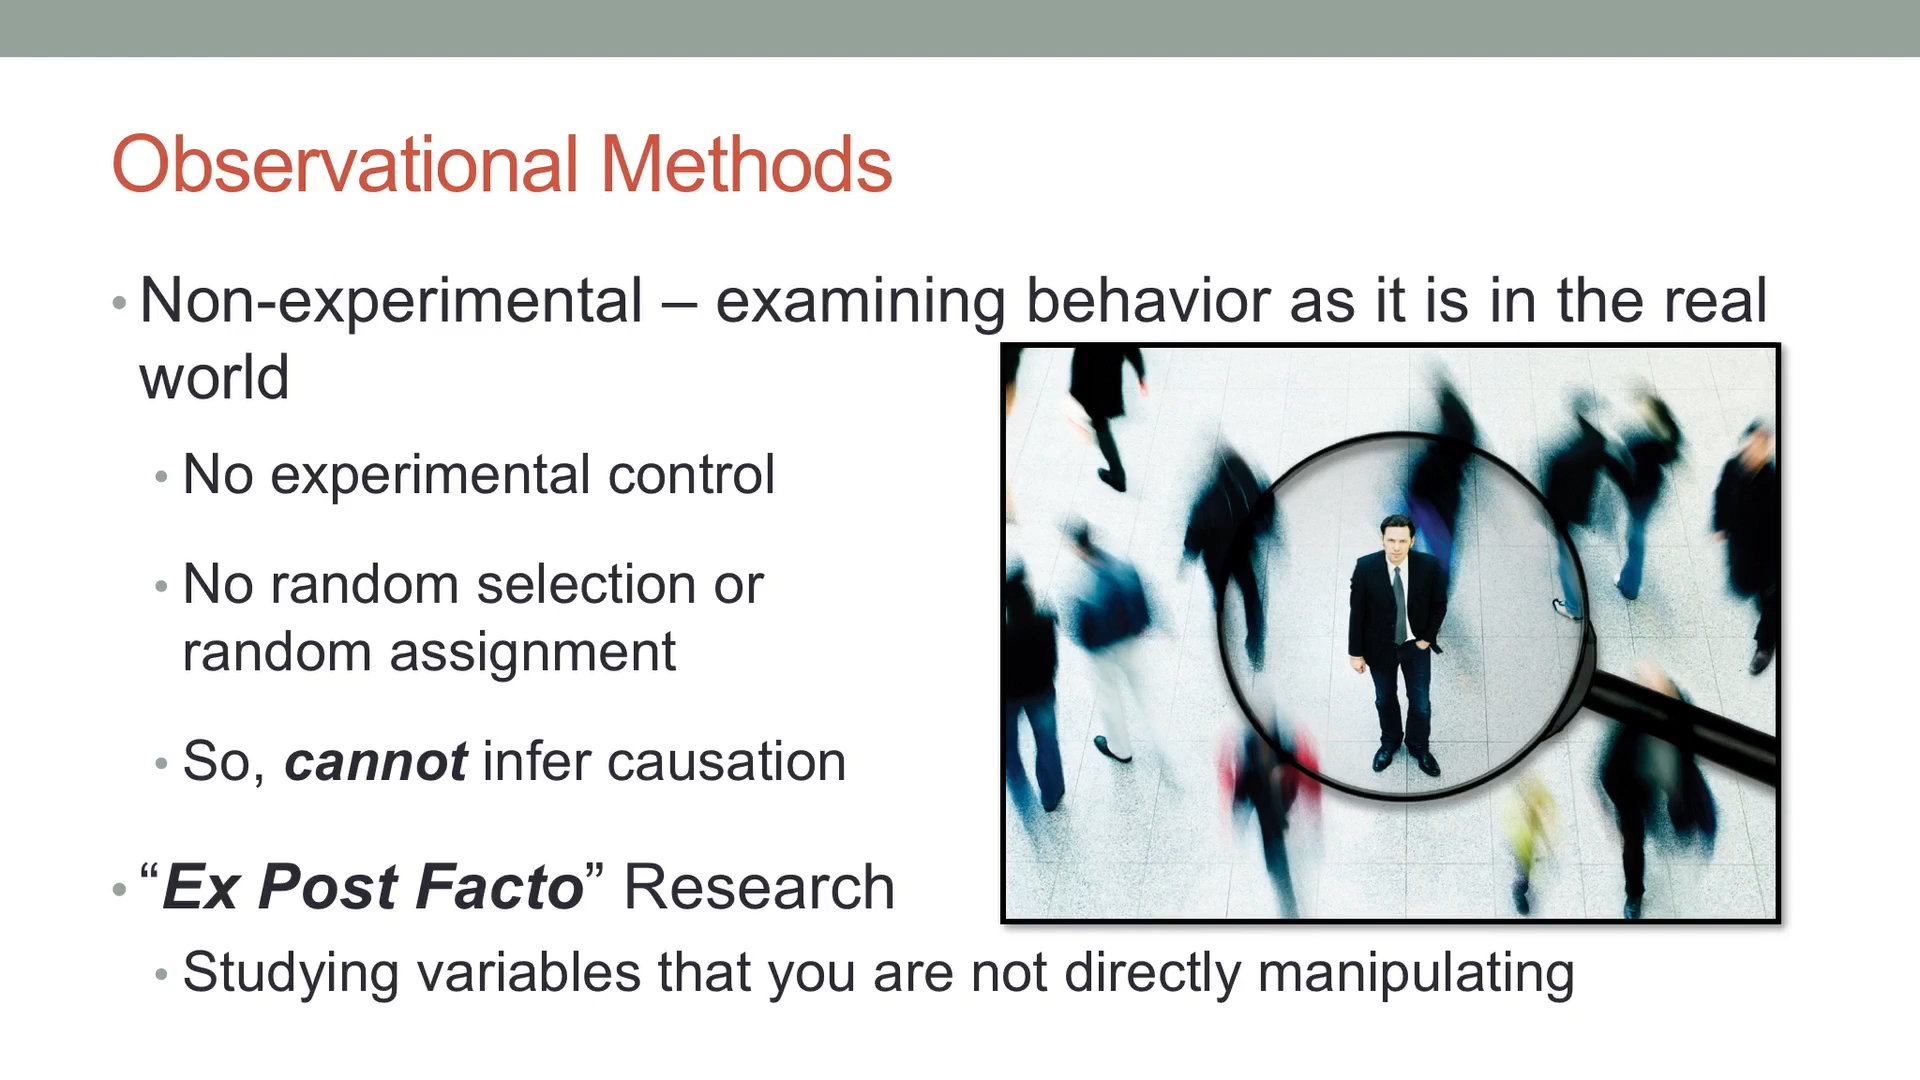 Observational Methods
• Non-experimental – examining behavior as it is in the real
world
• No experimental control
• No random selection or
random assignment
• So, cannot infer causation
• “Ex Post Facto” Research
• Studying variables that you are not directly manipulating